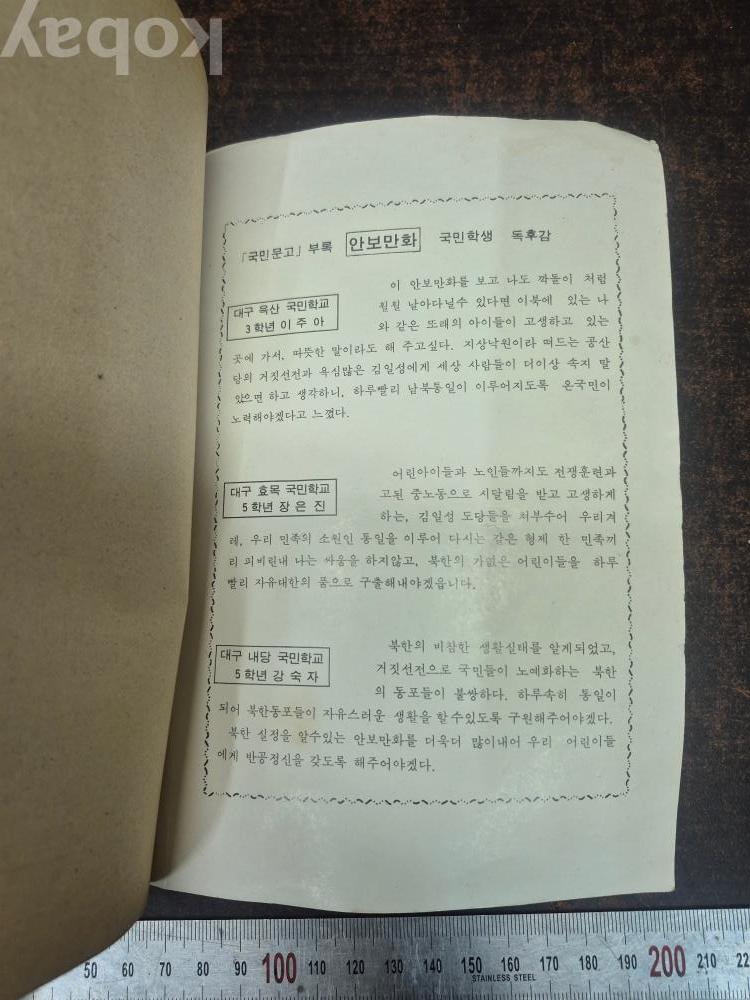 kobay
「국민문고」 부록 안보만화 국민학생 독후감
대구 옥산 국민학교
3학년 이 주 아
이 안보만화를 보고 나도 깍돌이 처럼
훨훨 날아다닐수 있다면 이북에 있는 나
와 같은 또래의 아이들이 고생하고 있는
곳에 가서, 따뜻한 말이라도 해 주고싶다. 지상낙원이라 떠드는 공산
당의 거짓선전과 욕심많은 김일성에게 세상 사람들이 더이상 속지 말
았으면 하고 생각하니, 하루빨리 남북통일이 이루어지도록 온국민이
노력해야겠다고 느꼈다.
대구 효목 국민학교
5학년 장 은 진
어린아이들과 노인들까지도 전쟁훈련과
고된 중노동으로 시달림을 받고 고생하게
하는, 김일성 도당들을 처부수어 우리겨
레, 우리 민족의 소원인 통일을 이루어 다시는 같은 형제 한 민족끼
리 피비린내 나는 싸움을 하지않고, 북한의 가엾은 어린이들을 하루
빨리 자유대한의 품으로 구출해내야겠읍니다.
대구 내당 국민학교
5학년 강 숙 자
북한의 비참한 생활실태를 알게되었고,
거짓선전으로 국민들이 노예화하는 북한
의 동포들이 불쌍하다. 하루속히 통일이
되어 북한동포들이 자유스러운 생활을 할수있도록 구원해주어야겠다.
북한 실정을 알수있는 안보만화를 더욱더 많이내어 우리 어린이들
에게 반공정신을 갖도록 해주어야겠다.
50 60 70 80 90 100 110 120 130 140 150 160 170 180 190 200 210
STAINLESS STEEL